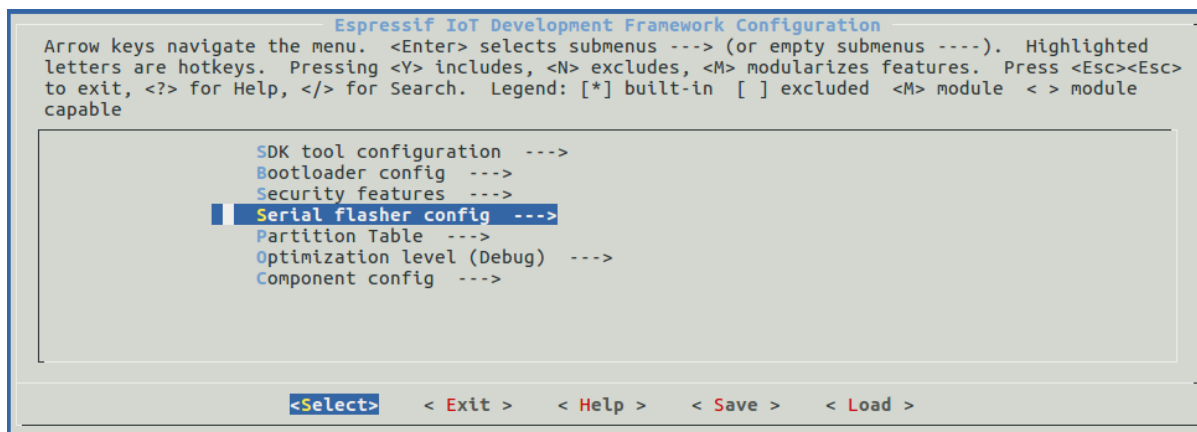 Espressif IoT Development Framework Configuration
Arrow keys navigate the menu.  <Enter> selects submenus ---> (or empty submenus ----).  Highlighted
letters are hotkeys.  Pressing <Y> includes, <N> excludes, <M> modularizes features.  Press <Esc><Esc>
to exit, <?> for Help, </> for Search.  Legend: [*] built-in  [ ] excluded  <M> module  < > module
capable
SDK tool configuration  --->
Bootloader config  --->
Security features  --->
Serial flasher config  --->
Partition Table  --->
Optimization level (Debug)  --->
Component config  --->
<Select>    < Exit >    < Help >    < Save >    < Load >